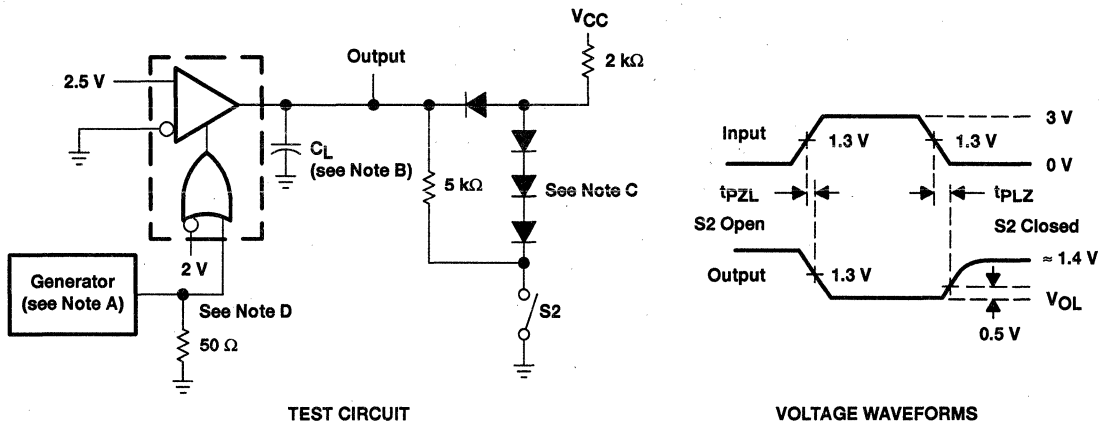 VCC
Output
2 kΩ
2.5 V
CL
(see Note B)
5 kΩ
See Note C
2 V
Generator
(see Note A)
See Note D
50 Ω
S2
TEST CIRCUIT
Input
1.3 V
1.3 V
3 V
0 V
tPZL
tPLZ
S2 Open
S2 Closed
Output
1.3 V
≈ 1.4 V
VOL
0.5 V
VOLTAGE WAVEFORMS